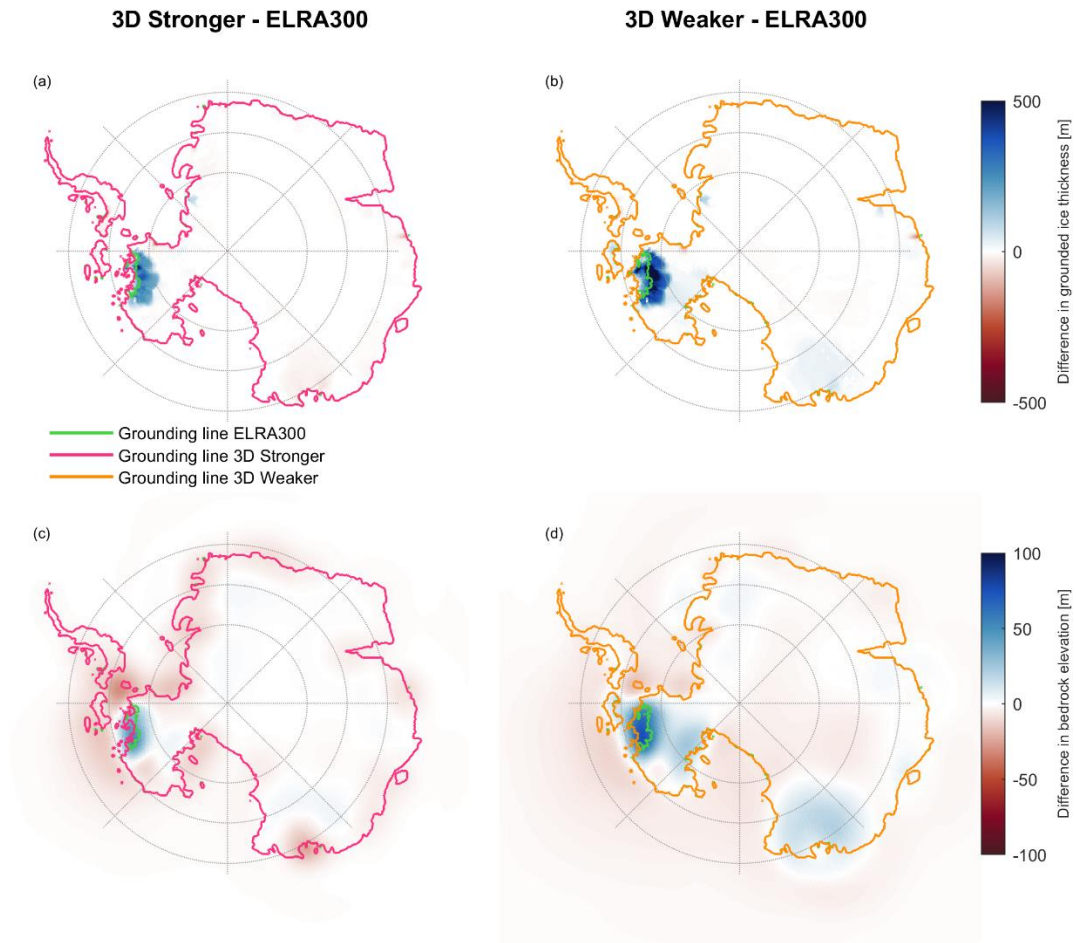 3D Stronger - ELRA300
3D Weaker - ELRA300
(a)
(b)
500
0
-500
Difference in grounded ice thickness [m]
Grounding line ELRA300
Grounding line 3D Stronger
Grounding line 3D Weaker
(c)
(d)
100
50
0
-50
-100
Difference in bedrock elevation [m]